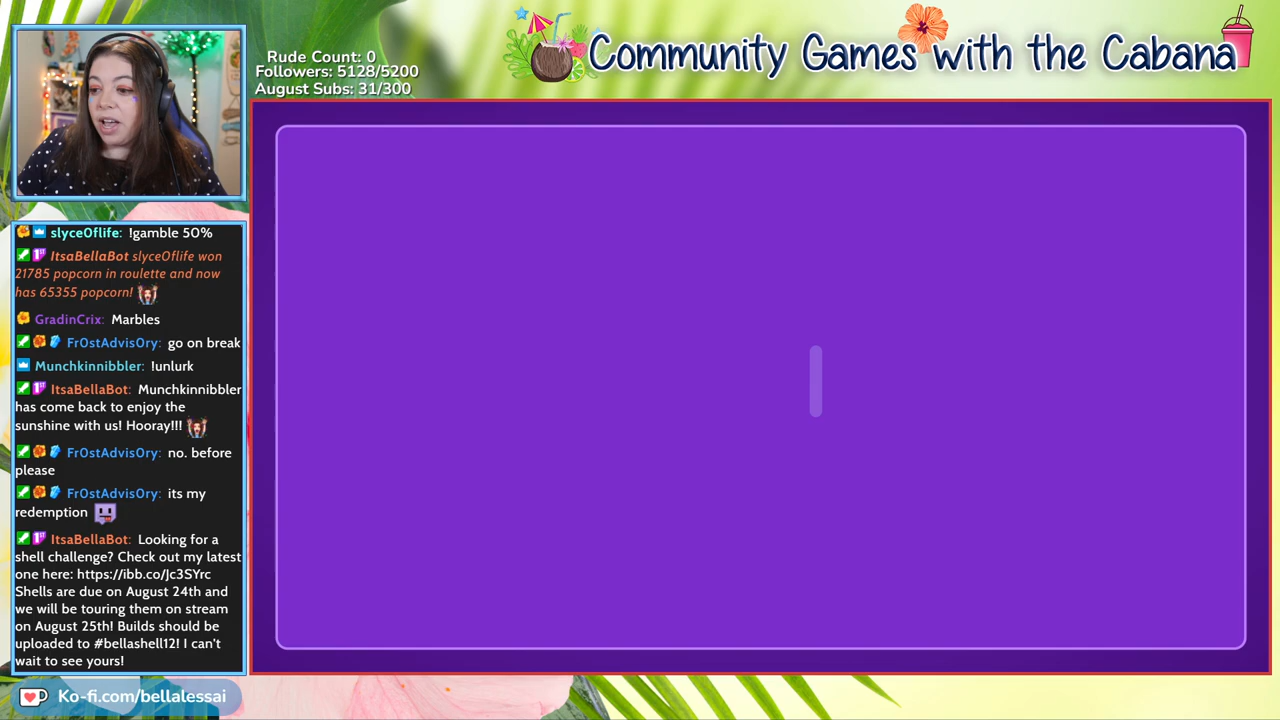 Rude Count: 0
Followers: 5128/5200
August Subs: 31/300
Community Games with the Cabana
slyceOflife: !gamble 50%
ItsaBellaBot slyceOflife won
21785 popcorn in roulette and now
has 65355 popcorn!
GradinCrix: Marbles
FrOstAdvisOry: go on break
Munchkinnibbler: !unlurk
ItsaBellaBot: Munchkinnibbler
has come back to enjoy the
sunshine with us! Hooray!!!
FrOstAdvisOry: no. before
please
FrOstAdvisOry: its my
redemption
ItsaBellaBot: Looking for a
shell challenge? Check out my latest
one here: https://ibb.co/Jc3SYrc
Shells are due on August 24th and
we will be touring them on stream
on August 25th! Builds should be
uploaded to #bellashell12! I can't
wait to see yours!
Ko-fi.com/bellalessai